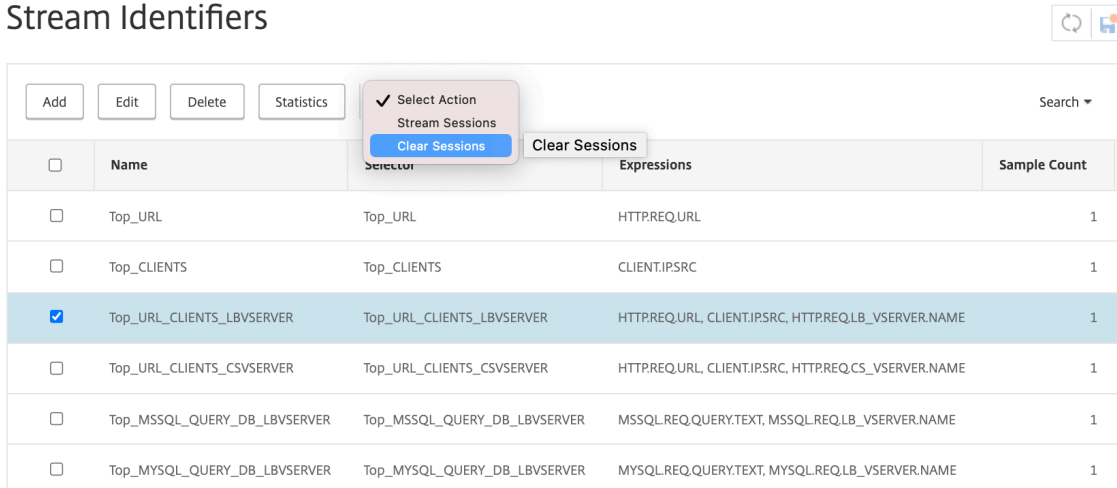 Stream Identifiers
Add Edit Delete Statistics Select Action Search
Stream Sessions
Clear Sessions Clear Sessions
Name Selector Expressions Sample Count
Top_URL Top_URL HTTP.REQ.URL 1
Top_CLIENTS Top_CLIENTS CLIENT.IP.SRC 1
Top_URL_CLIENTS_LBVSERVER Top_URL_CLIENTS_LBVSERVER HTTP.REQ.URL, CLIENT.IP.SRC, HTTP.REQ.LB_VSERVER.NAME 1
Top_URL_CLIENTS_CSVSERVER Top_URL_CLIENTS_CSVSERVER HTTP.REQ.URL, CLIENT.IP.SRC, HTTP.REQ.CS_VSERVER.NAME 1
Top_MSSQL_QUERY_DB_LBVSERVER Top_MSSQL_QUERY_DB_LBVSERVER MSSQL.REQ.QUERY.TEXT, MSSQL.REQ.LB_VSERVER.NAME 1
Top_MYSQL_QUERY_DB_LBVSERVER Top_MYSQL_QUERY_DB_LBVSERVER MYSQL.REQ.QUERY.TEXT, MYSQL.REQ.LB_VSERVER.NAME 1